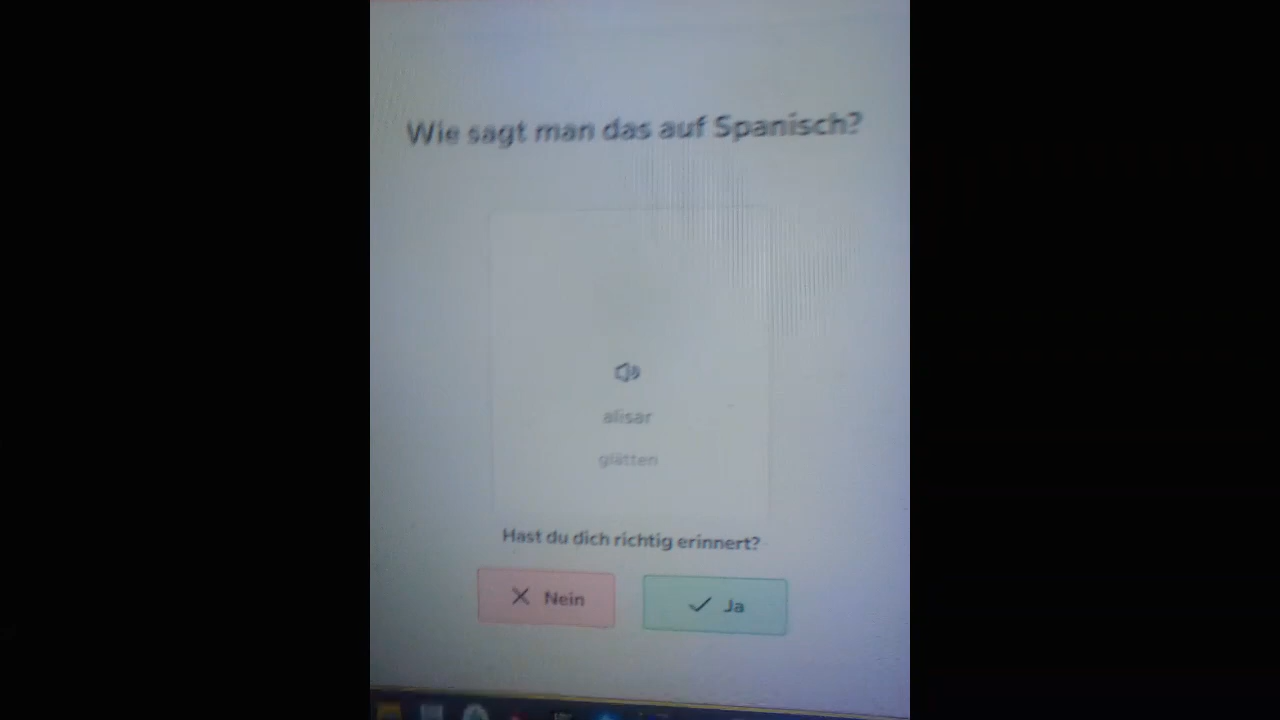 Wie sagt man das auf Spanisch?
alisar
glätten
Hast du dich richtig erinnert?
Nein
Ja